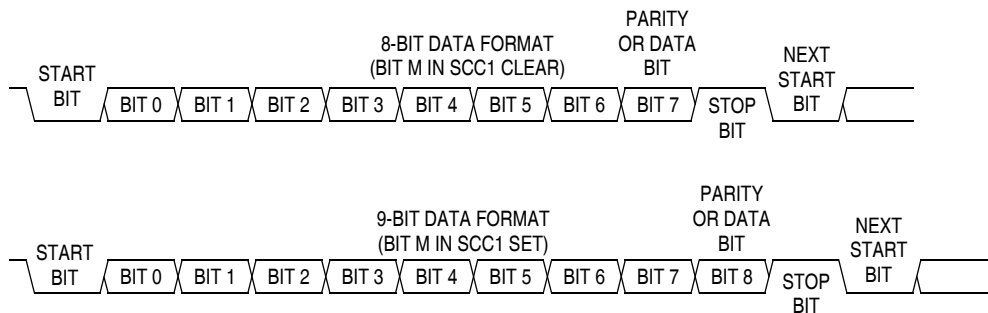 8-BIT DATA FORMAT
(BIT M IN SCC1 CLEAR)
PARITY
OR DATA
BIT
START
BIT
BIT 0 BIT 1 BIT 2 BIT 3 BIT 4 BIT 5 BIT 6 BIT 7
STOP
BIT
NEXT
START
BIT
9-BIT DATA FORMAT
(BIT M IN SCC1 SET)
PARITY
OR DATA
BIT
START
BIT
BIT 0 BIT 1 BIT 2 BIT 3 BIT 4 BIT 5 BIT 6 BIT 7 BIT 8
STOP
BIT
NEXT
START
BIT